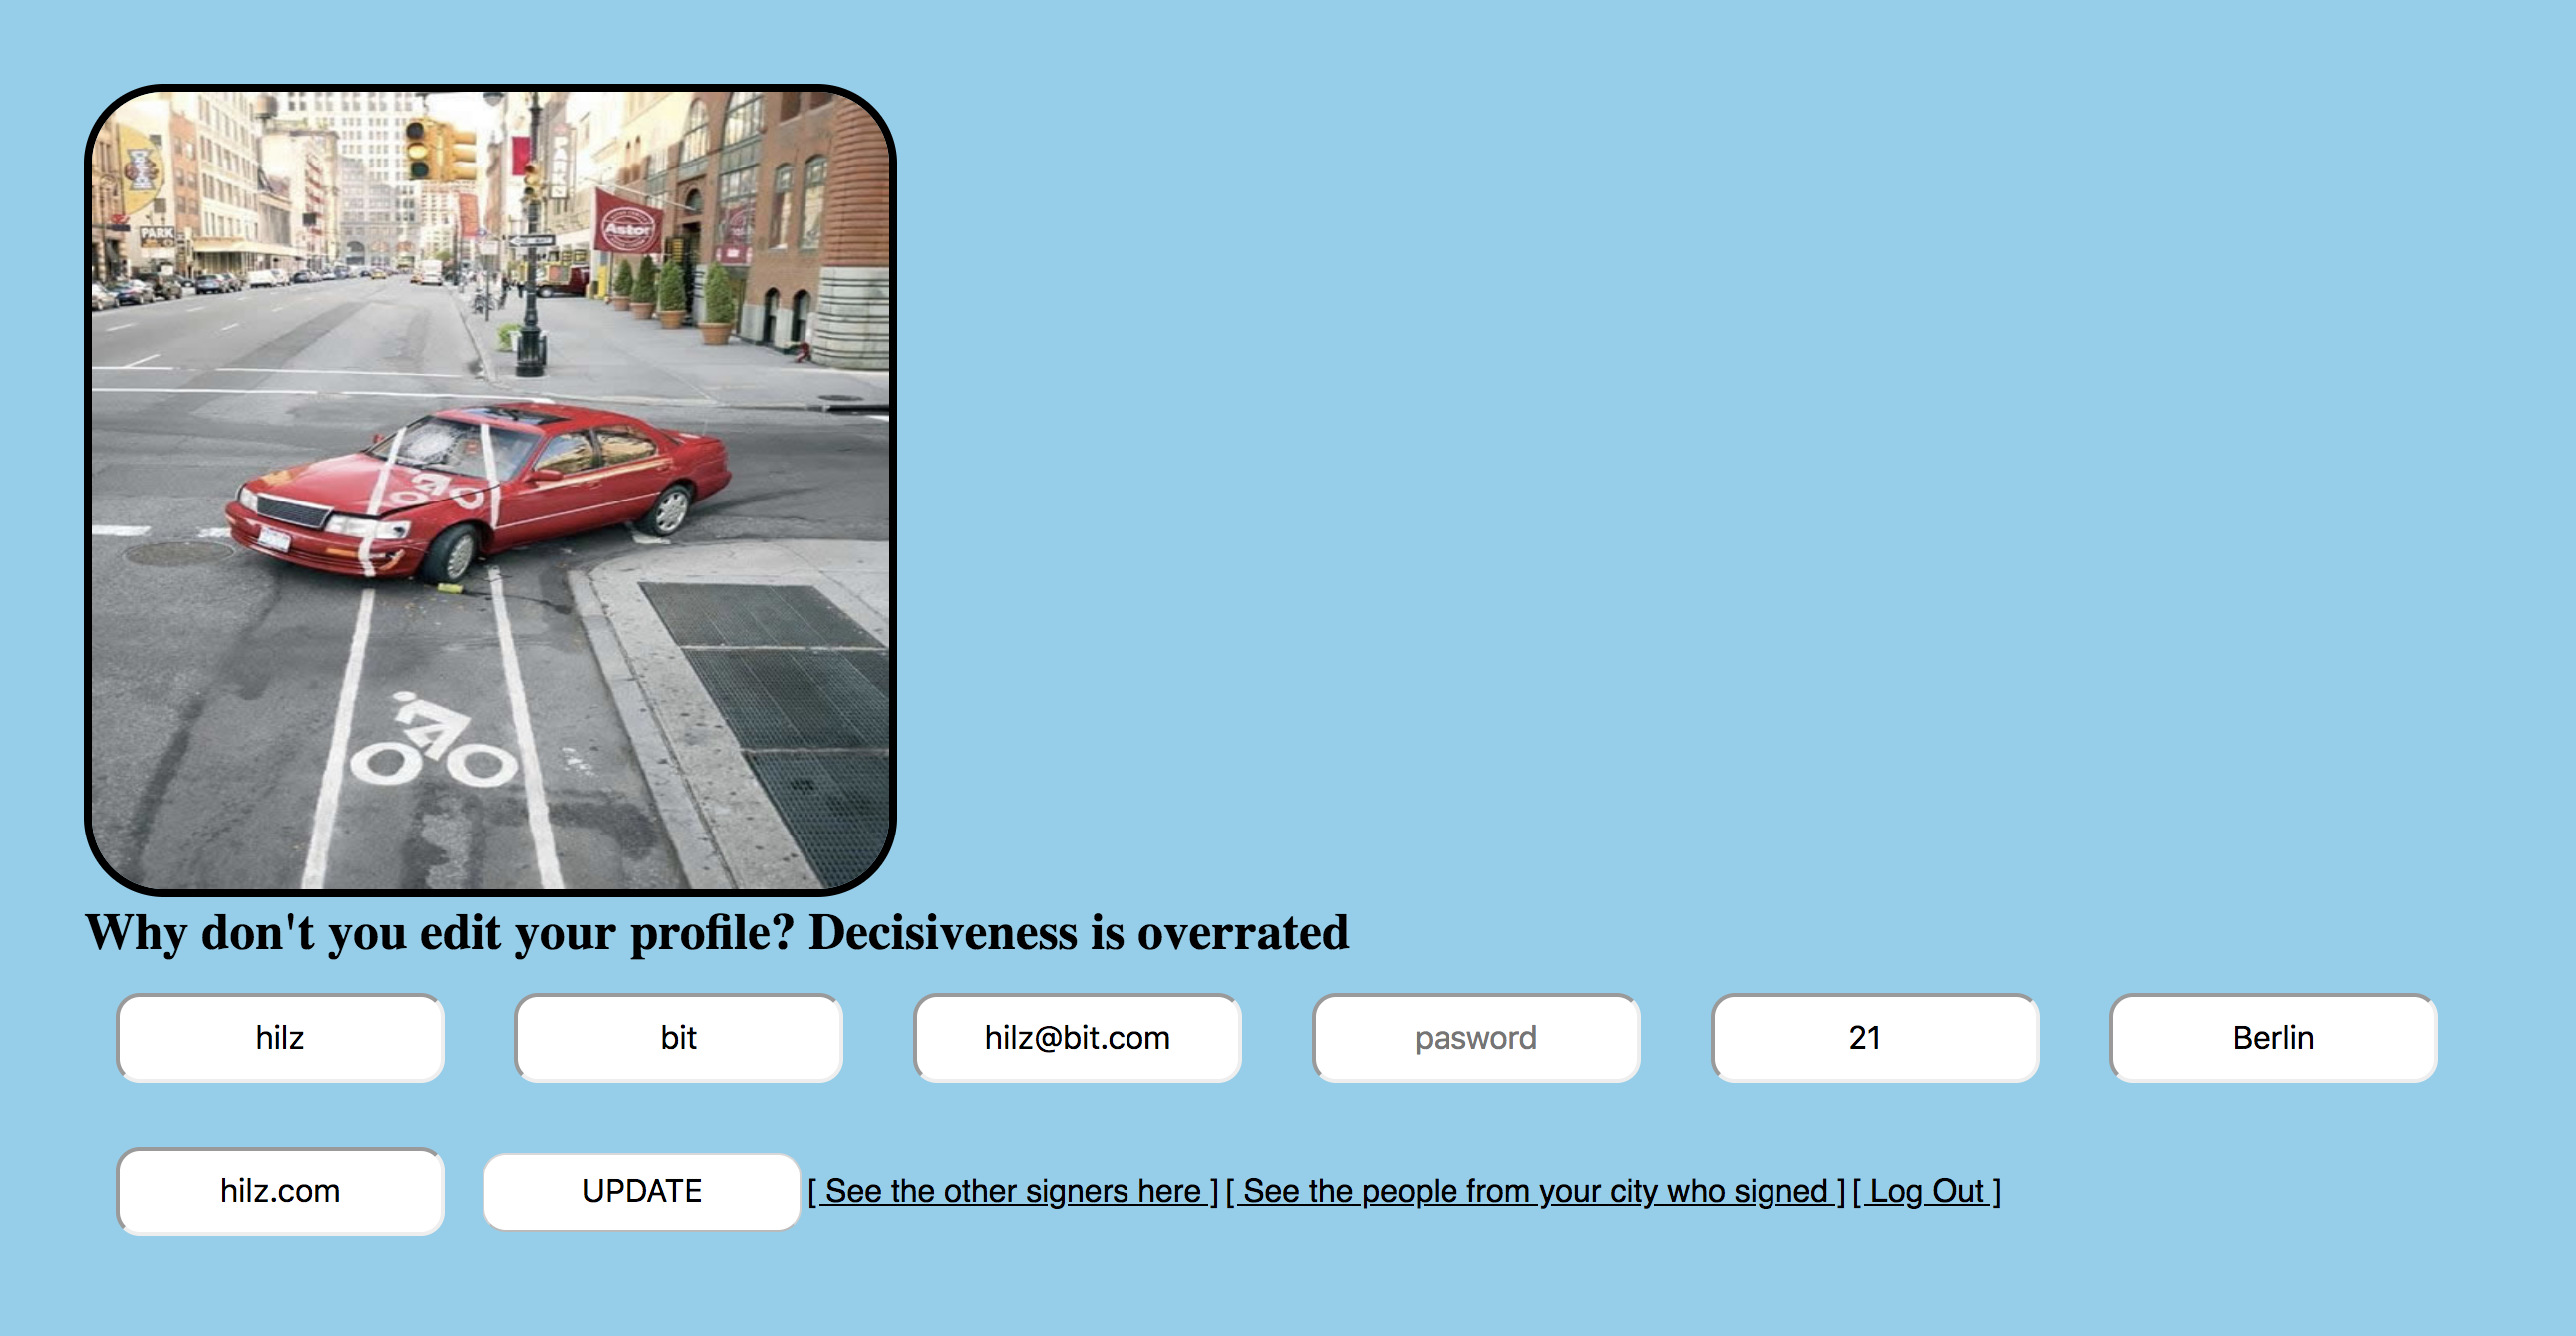 PARK
Astor
Why don't you edit your profile? Decisiveness is overrated
hilz
bit
hilz@bit.com
pasword
21
Berlin
hilz.com
UPDATE
[ See the other signers here ] [ See the people from your city who signed ] [ Log Out ]